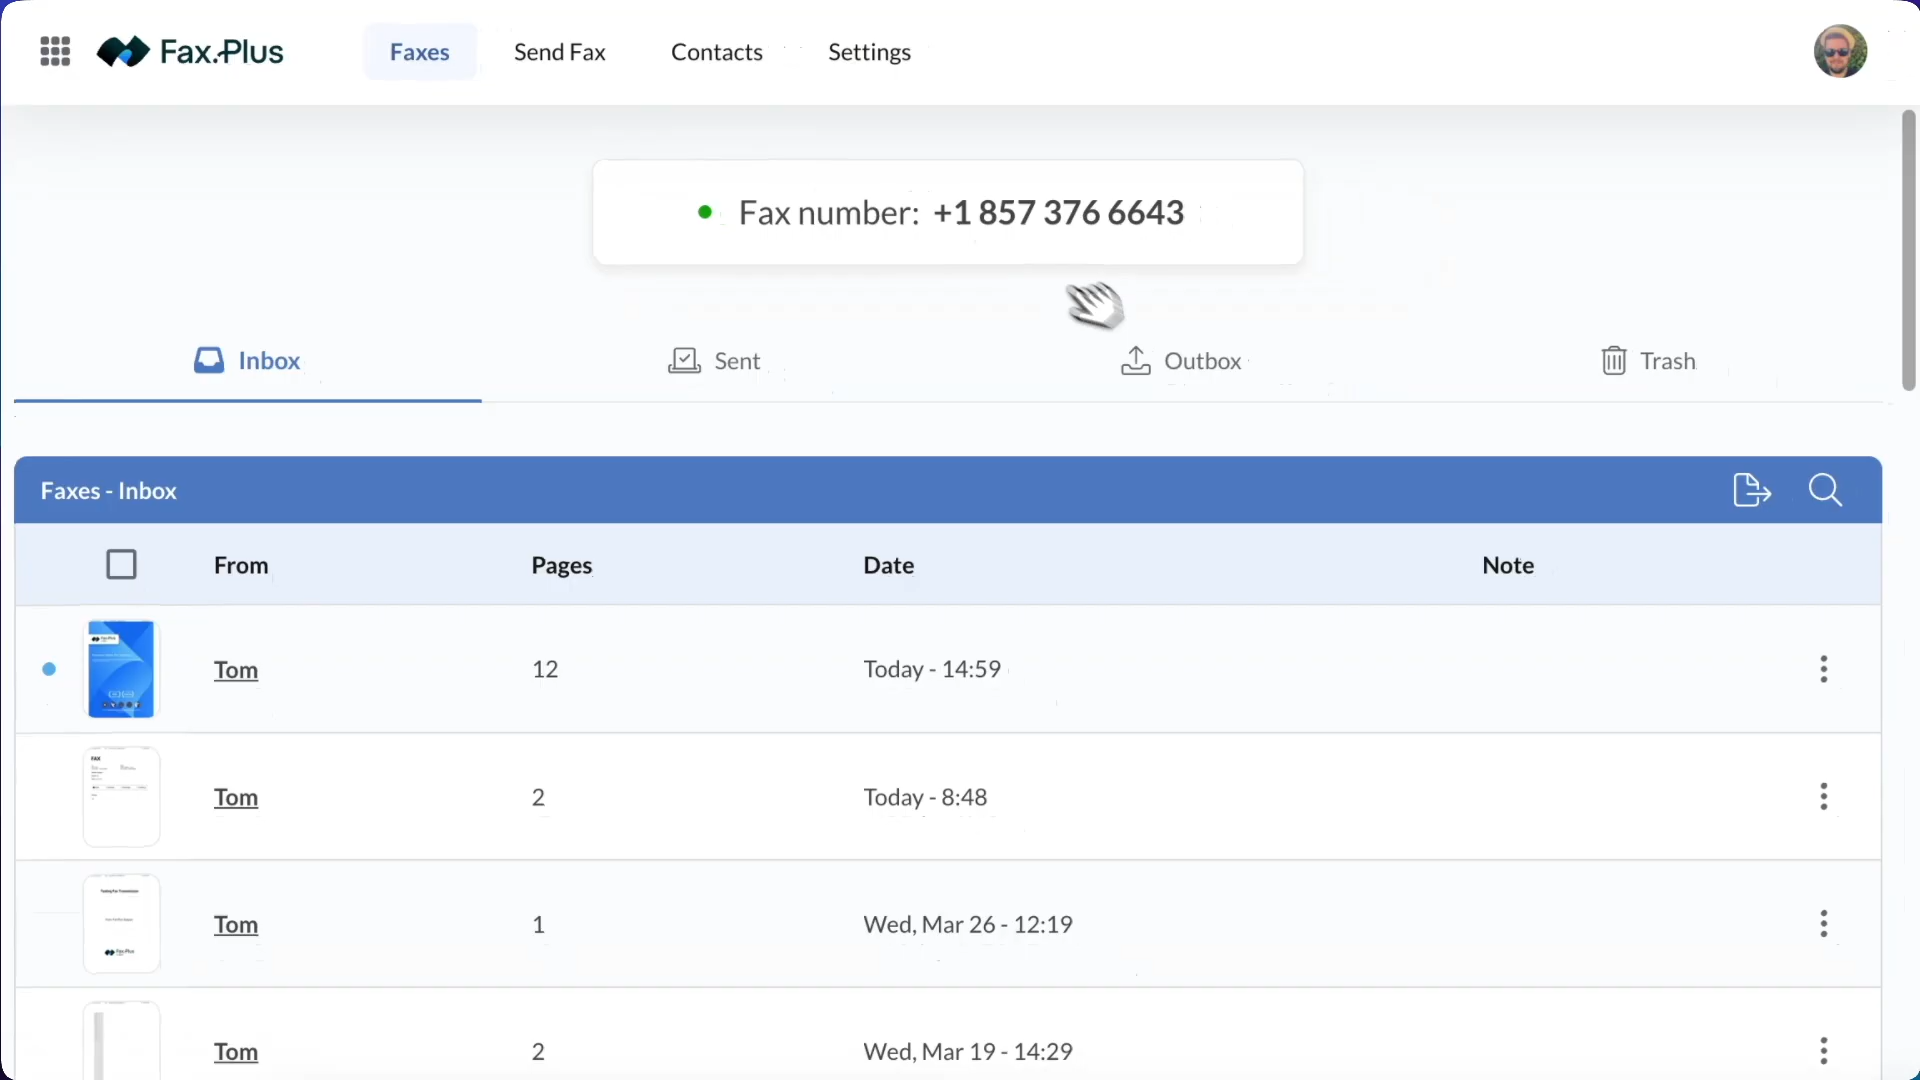 Fax.Plus
Faxes
Send Fax
Contacts
Settings
Fax number: +1 857 376 6643
Inbox
Sent
Outbox
Trash
Faxes - Inbox
From Pages Date Note
Tom 12 Today - 14:59
FAX
Tom 2 Today - 8:48
Tom 1 Wed, Mar 26 - 12:19
Tom 2 Wed, Mar 19 - 14:29